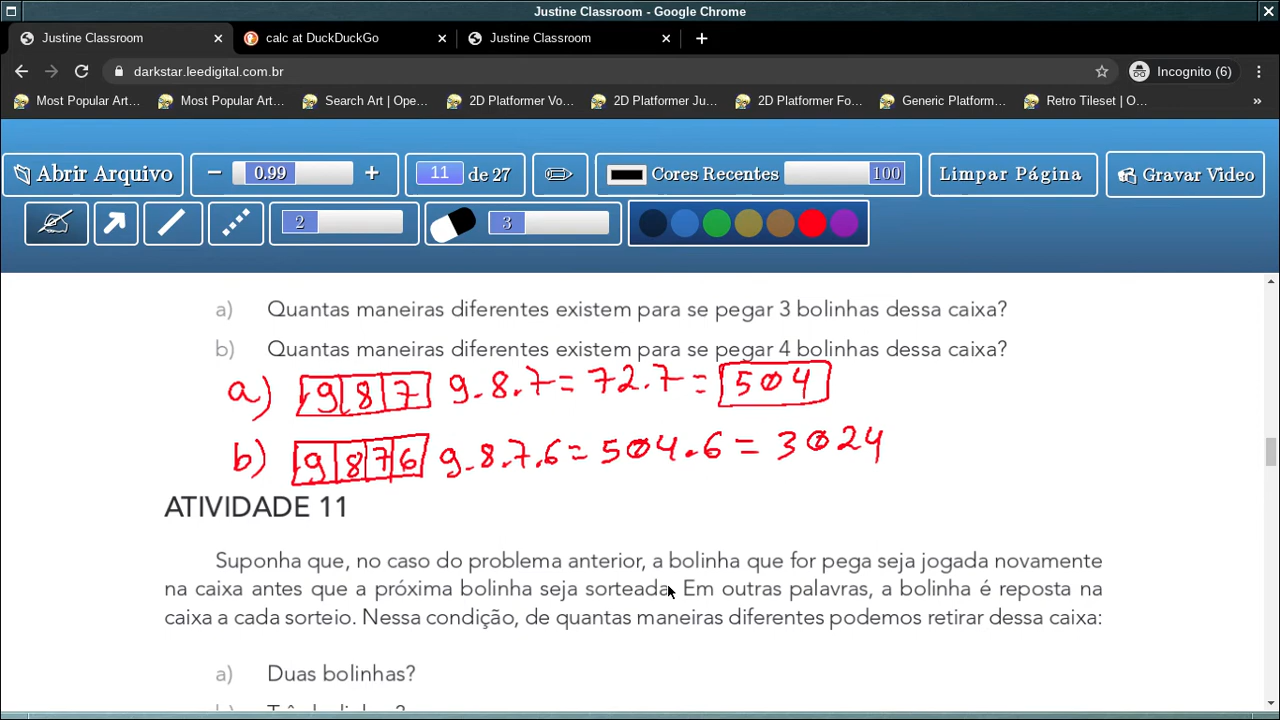 Justine Classroom - Google Chrome
Justine Classroom
calc at DuckDuckGo
Justine Classroom
darkstar.leedigital.com.br
Incognito (6)
Most Popular Art...
Most Popular Art...
Search Art | Ope...
2D Platformer Vo...
2D Platformer Ju...
2D Platformer Fo...
Generic Platform...
Retro Tileset | O...
Abrir Arquivo
0.99
11 de 27
Cores Recentes
100
Limpar Página
Gravar Video
2
3
a) Quantas maneiras diferentes existem para se pegar 3 bolinhas dessa caixa?
b) Quantas maneiras diferentes existem para se pegar 4 bolinhas dessa caixa?
a) 9 8 7 9.8.7=72.7=504
b) 9 8 7 6 9.8.7.6=504.6=3024
ATIVIDADE 11
Suponha que, no caso do problema anterior, a bolinha que for pega seja jogada novamente
na caixa antes que a próxima bolinha seja sorteada. Em outras palavras, a bolinha é reposta na
caixa a cada sorteio. Nessa condição, de quantas maneiras diferentes podemos retirar dessa caixa:
a) Duas bolinhas?